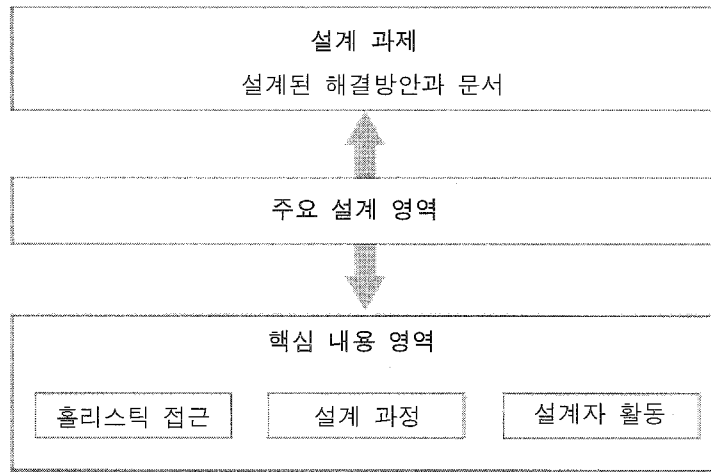 설계 과제
설계된 해결방안과 문서
주요 설계 영역
핵심 내용 영역
홀리스틱 접근
설계 과정
설계자 활동